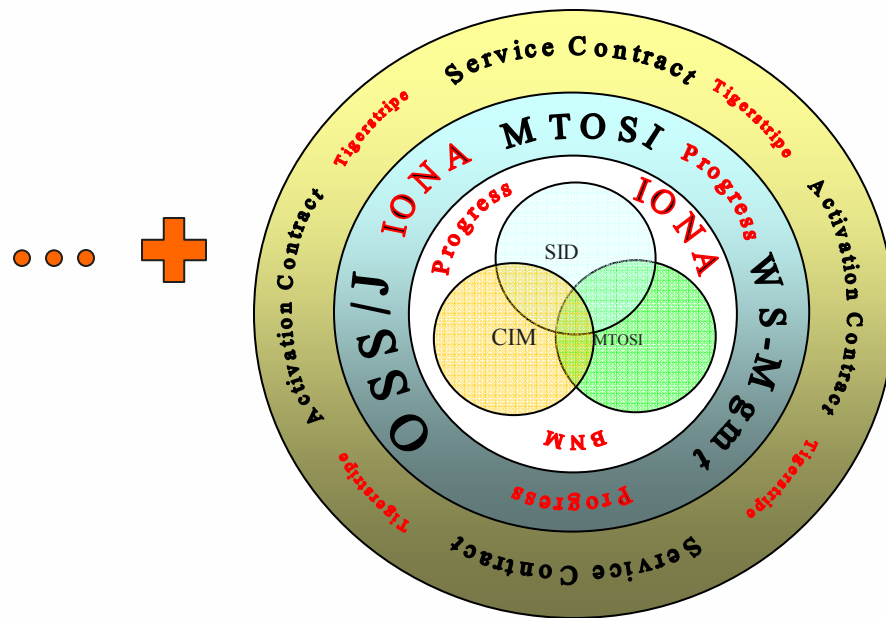 Service Contract
Tigerstripe
Tigerstripe
MTOSI
IONA
Progress
Progress
IONA
Activation Contract
Activation Contract
SID
OSS/J
WS-Mgmt
CIM
MTOSI
BNM
Progress
Tigerstripe
Tigerstripe
Service Contract